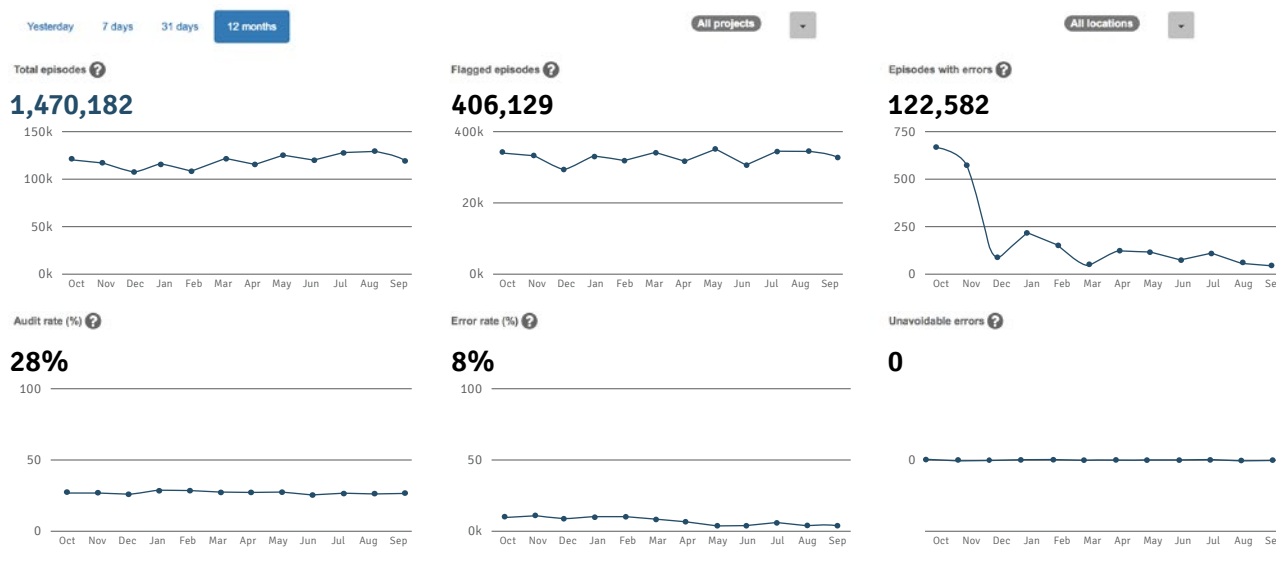 Yesterday 7 days 31 days 12 months All projects All locations
Total episodes ?
1,470,182
150k
100k
50k
0k
Oct Nov Dec Jan Feb Mar Apr May Jun Jul Aug Sep
Flagged episodes ?
406,129
400k
20k
0k
Oct Nov Dec Jan Feb Mar Apr May Jun Jul Aug Sep
Episodes with errors ?
122,582
750
500
250
0
Oct Nov Dec Jan Feb Mar Apr May Jun Jul Aug Se
Audit rate (%) ?
28%
100
50
0
Oct Nov Dec Jan Feb Mar Apr May Jun Jul Aug Sep
Error rate (%) ?
8%
100
50
0k
Oct Nov Dec Jan Feb Mar Apr May Jun Jul Aug Sep
Unavoidable errors ?
0
0
Oct Nov Dec Jan Feb Mar Apr May Jun Jul Aug Se